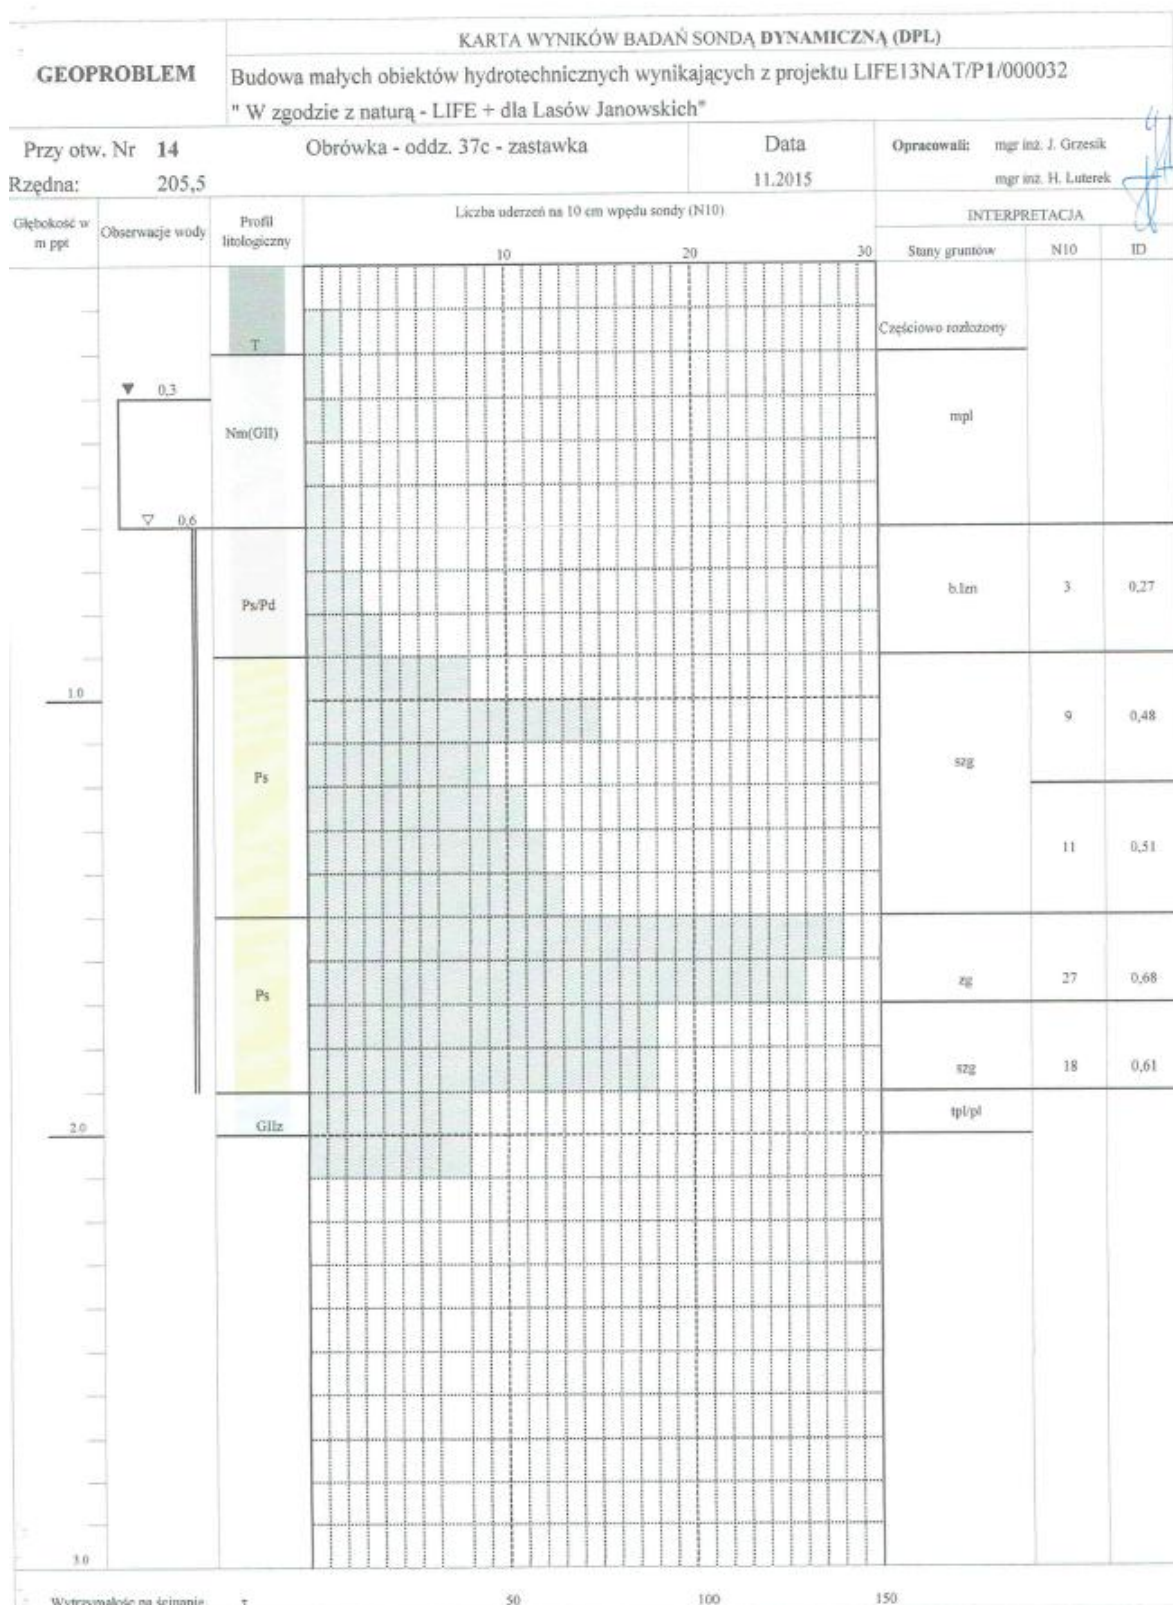 KARTA WYNIKÓW BADAŃ SONDĄ DYNAMICZNĄ (DPL)
GEOPROBLEM
Budowa małych obiektów hydrotechnicznych wynikających z projektu LIFE13NAT/P1/000032
" W zgodzie z naturą - LIFE + dla Lasów Janowskich"
Przy otw. Nr 14
Obrówka - oddz. 37c - zastawka
Data
Opracowali: mgr inż. J. Grzesik
Rzędna: 205,5
11.2015
mgr inż. H. Luterek
Głębokość w m ppt
Obserwacje wody
Profil litologiczny
Liczba uderzeń na 10 cm wpędu sondy (N10)
INTERPRETACJA
10 20 30
Stany gruntów N10 ID
T
Częściowo rozłożony
0,3
Nm(GII)
mpl
0,6
Ps/Pd
b.lzn 3 0,27
1.0
9 0,48
Ps
szg
11 0,51
Ps
zg 27 0,68
szg 18 0,61
GIIz
tpl/pl
2.0
3.0
Wytrzymałość na ścinanie
50 100 150